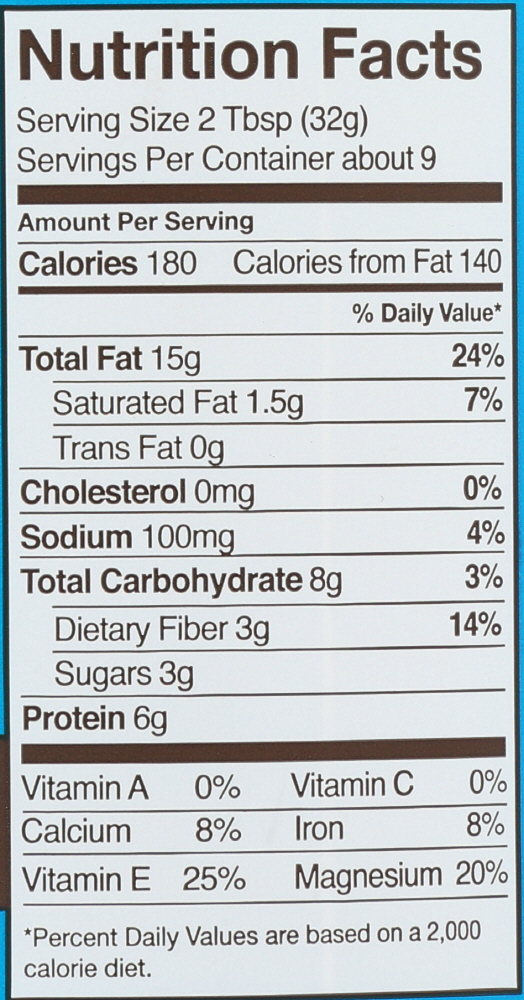 Nutrition Facts
Serving Size 2 Tbsp (32g)
Servings Per Container about 9
Amount Per Serving
Calories 180 Calories from Fat 140
% Daily Value*
Total Fat 15g 24%
Saturated Fat 1.5g 7%
Trans Fat 0g
Cholesterol 0mg 0%
Sodium 100mg 4%
Total Carbohydrate 8g 3%
Dietary Fiber 3g 14%
Sugars 3g
Protein 6g
Vitamin A 0% Vitamin C 0%
Calcium 8% Iron 8%
Vitamin E 25% Magnesium 20%
*Percent Daily Values are based on a 2,000
calorie diet.